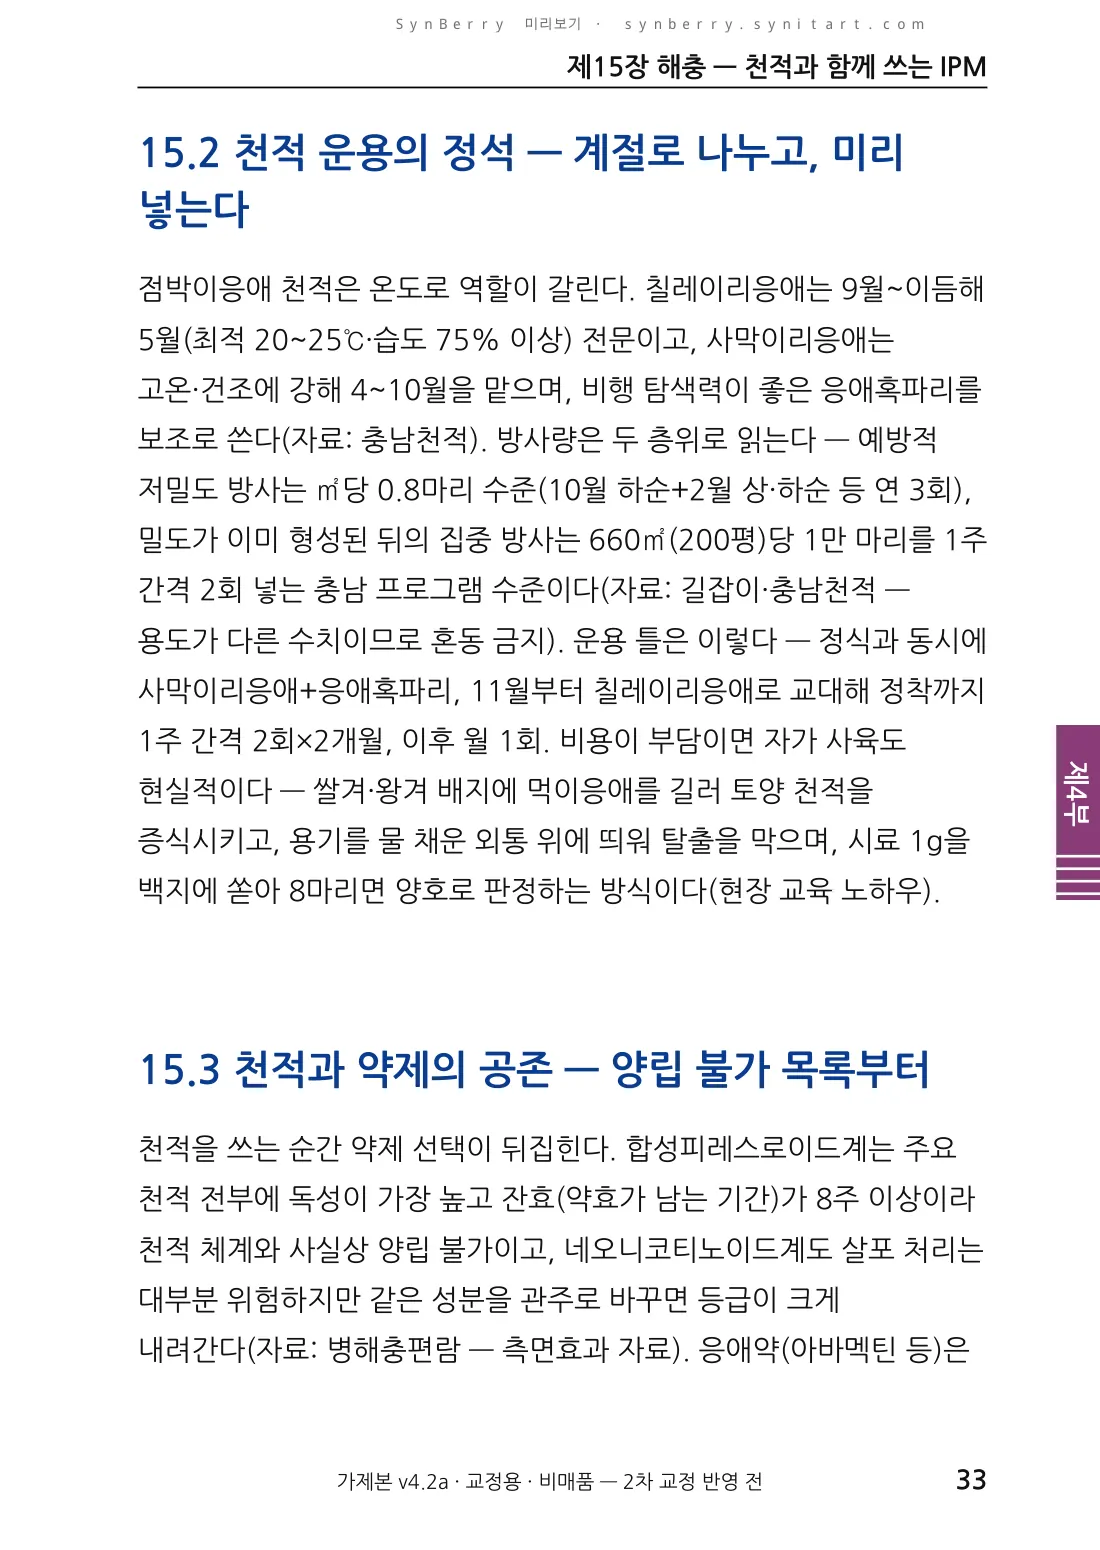 SynBerry 미리보기 · synberry.synitart.com
제15장 해충 — 천적과 함께 쓰는 IPM
15.2 천적 운용의 정석 — 계절로 나누고, 미리
넣는다
점박이응애 천적은 온도로 역할이 갈린다. 칠레이리응애는 9월~이듬해
5월(최적 20~25℃·습도 75% 이상) 전문이고, 사막이리응애는
고온·건조에 강해 4~10월을 맡으며, 비행 탐색력이 좋은 응애혹파리를
보조로 쓴다(자료: 충남천적). 방사량은 두 층위로 읽는다 — 예방적
저밀도 방사는 ㎡당 0.8마리 수준(10월 하순+2월 상·하순 등 연 3회),
밀도가 이미 형성된 뒤의 집중 방사는 660㎡(200평)당 1만 마리를 1주
간격 2회 넣는 충남 프로그램 수준이다(자료: 길잡이·충남천적 —
용도가 다른 수치이므로 혼동 금지). 운용 틀은 이렇다 — 정식과 동시에
사막이리응애+응애혹파리, 11월부터 칠레이리응애로 교대해 정착까지
1주 간격 2회×2개월, 이후 월 1회. 비용이 부담이면 자가 사육도
현실적이다 — 쌀겨·왕겨 배지에 먹이응애를 길러 토양 천적을
증식시키고, 용기를 물 채운 외통 위에 띄워 탈출을 막으며, 시료 1g을
백지에 쏟아 8마리면 양호로 판정하는 방식이다(현장 교육 노하우).
15.3 천적과 약제의 공존 — 양립 불가 목록부터
천적을 쓰는 순간 약제 선택이 뒤집힌다. 합성피레스로이드계는 주요
천적 전부에 독성이 가장 높고 잔효(약효가 남는 기간)가 8주 이상이라
천적 체계와 사실상 양립 불가이고, 네오니코티노이드계도 살포 처리는
대부분 위험하지만 같은 성분을 관주로 바꾸면 등급이 크게
내려간다(자료: 병해충편람 — 측면효과 자료). 응애약(아바멕틴 등)은
제4부
가제본 v4.2a · 교정용 · 비매품 — 2차 교정 반영 전
33